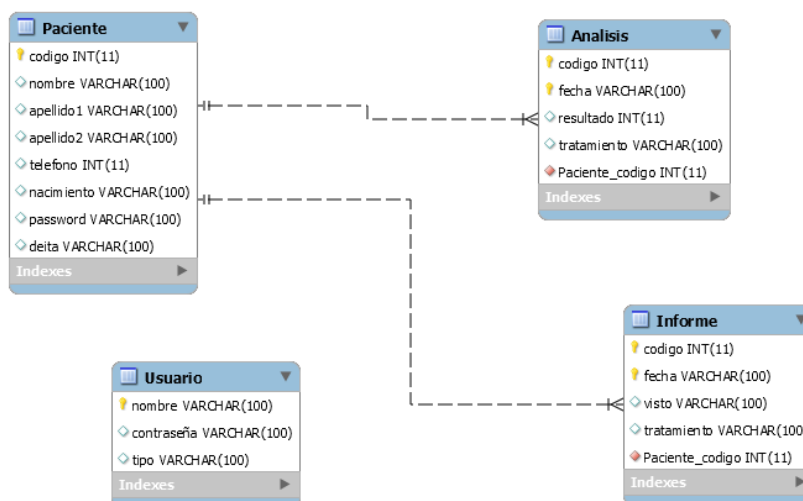 Paciente
codigo INT(11)
nombre VARCHAR(100)
apellido1 VARCHAR(100)
apellido2 VARCHAR(100)
telefono INT(11)
nacimiento VARCHAR(100)
password VARCHAR(100)
deita VARCHAR(100)
Indexes
Analisis
codigo INT(11)
fecha VARCHAR(100)
resultado INT(11)
tratamiento VARCHAR(100)
Paciente_codigo INT(11)
Indexes
Usuario
nombre VARCHAR(100)
contraseña VARCHAR(100)
tipo VARCHAR(100)
Indexes
Informe
codigo INT(11)
fecha VARCHAR(100)
visto VARCHAR(100)
tratamiento VARCHAR(100
Paciente_codigo INT(11)
Indexes